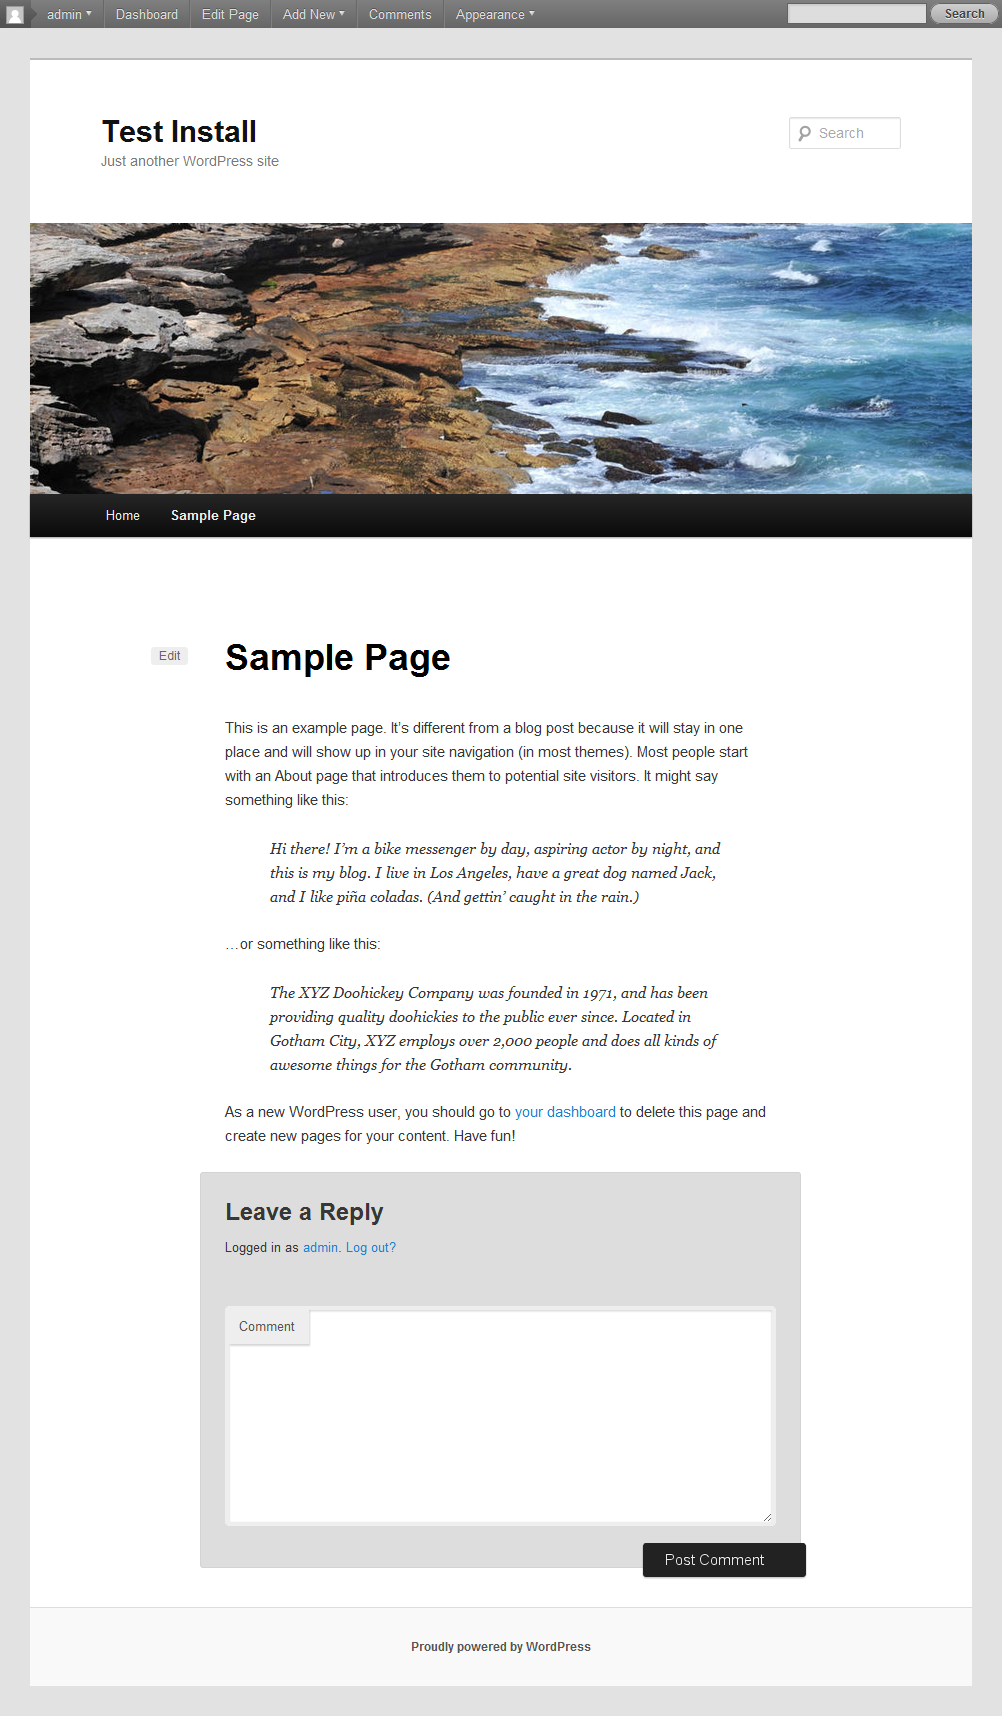 admin Dashboard Edit Page Add New Comments Appearance Search
Test Install
Search
Just another WordPress site
Home Sample Page
Edit
Sample Page
This is an example page. It’s different from a blog post because it will stay in one
place and will show up in your site navigation (in most themes). Most people start
with an About page that introduces them to potential site visitors. It might say
something like this:
Hi there! I’m a bike messenger by day, aspiring actor by night, and
this is my blog. I live in Los Angeles, have a great dog named Jack,
and I like piña coladas. (And gettin’ caught in the rain.)
…or something like this:
The XYZ Doohickey Company was founded in 1971, and has been
providing quality doohickies to the public ever since. Located in
Gotham City, XYZ employs over 2,000 people and does all kinds of
awesome things for the Gotham community.
As a new WordPress user, you should go to your dashboard to delete this page and
create new pages for your content. Have fun!
Leave a Reply
Logged in as admin. Log out?
Comment
Post Comment
Proudly powered by WordPress